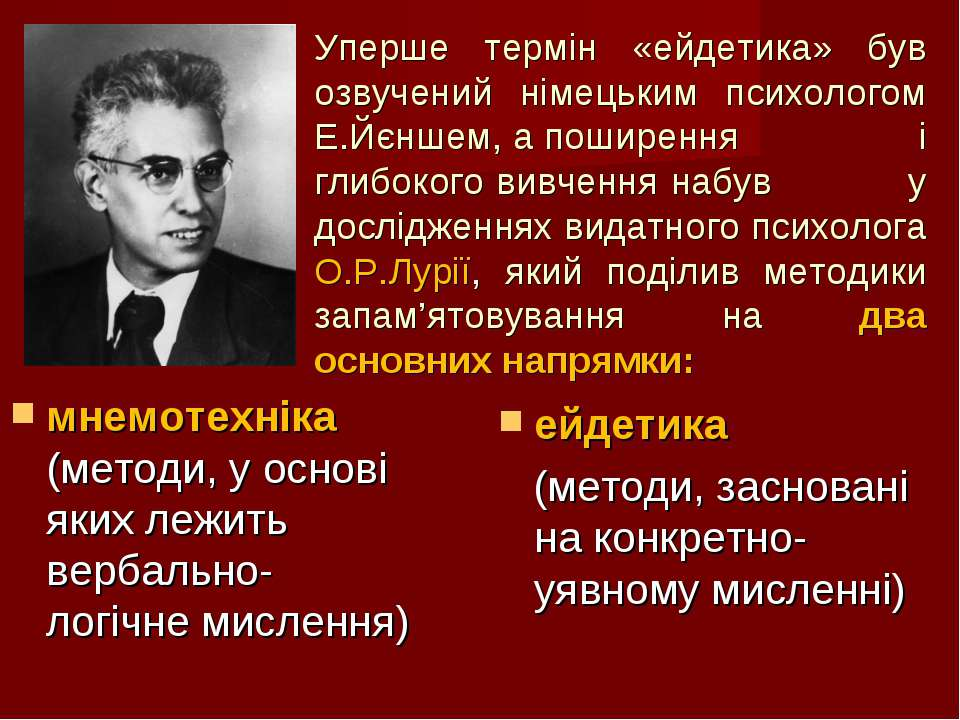 Уперше термін «ейдетика» був
озвучений німецьким психологом
Е.Йєншем, а поширення і
глибокого вивчення набув у
дослідженнях видатного психолога
О.Р.Лурії, який поділив методики
запам’ятовування на два
основних напрямки:
мнемотехніка
(методи, у основі
яких лежить
вербально-
логічне мислення)
ейдетика
(методи, засновані
на конкретно-
уявному мисленні)